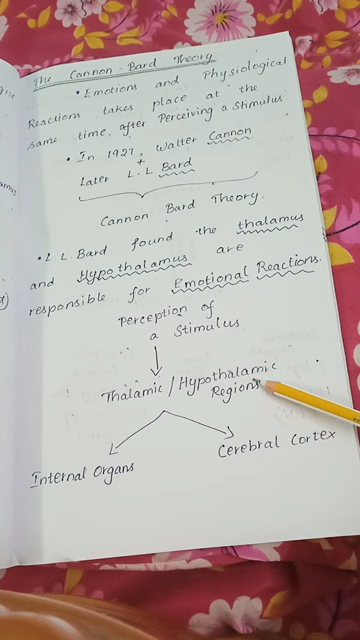 The Cannon-Bard Theory
• Emotions and Physiological
Reactions takes place at the
same time, after Perceiving a Stimulus.
• In 1927, Walter Cannon
+
Later L.L Bard
Cannon Bard Theory.
• L L. Bard found the thalamus
and Hypothalamus are
responsible for Emotional Reactions.
Perception of
a Stimulus
Thalamic / Hypothalamic
Regions
Internal Organs
Cerebral Cortex